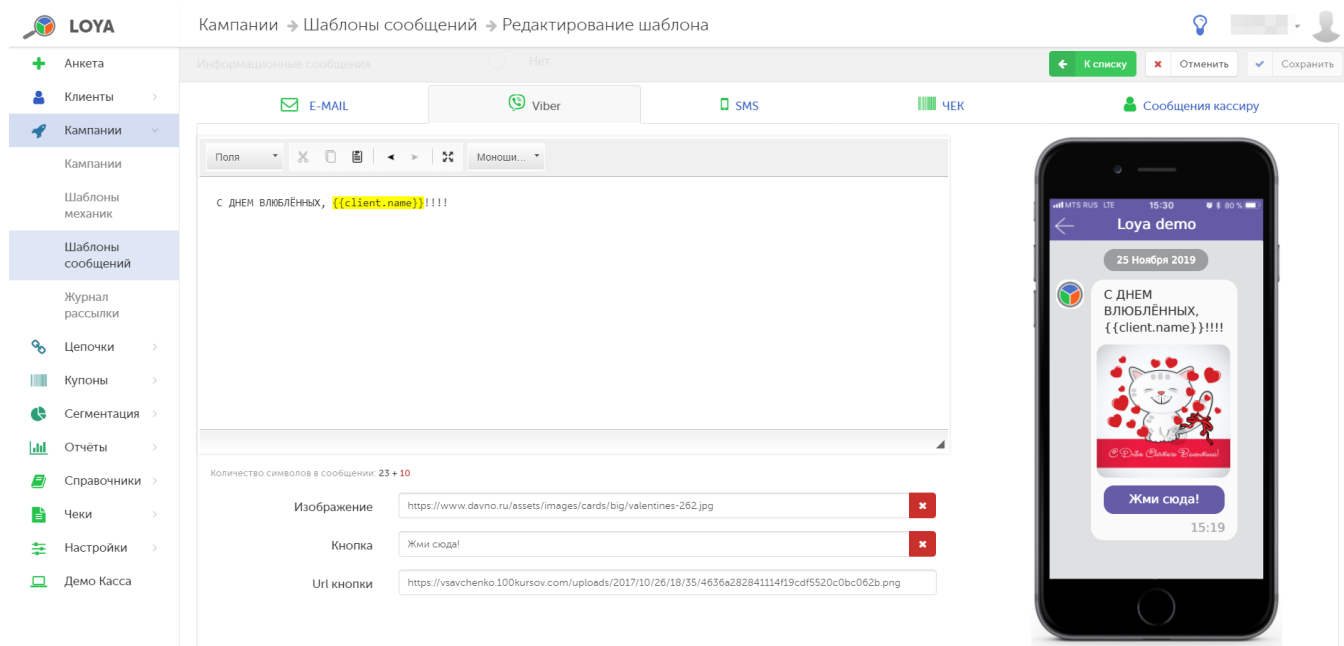 LOYA
Кампании → Шаблоны сообщений → Редактирование шаблона
Анкета
Клиенты
Кампании
Кампании
Шаблоны
механик
Шаблоны
сообщений
Журнал
рассылки
Цепочки
Купоны
Сегментация
Отчёты
Справочники
Чеки
Настройки
Демо Касса
Информационные сообщения
Нет
К списку
Отменить
Сохранить
E-MAIL
Viber
SMS
ЧЕК
Сообщения кассиру
Поля
Моноши...
С ДНЕМ ВЛЮБЛЁННЫХ, {{client.name}}!!!!
Количество символов в сообщении: 23 + 10
Изображение
https://www.davno.ru/assets/images/cards/big/valentines-262.jpg
Кнопка
Жми сюда!
Url кнопки
https://vsavchenko.100kursov.com/uploads/2017/10/26/18/35/4636a282841114f19cdf5520c0bc062b.png
MTS RUS LTE 15:30 80 %
Loya demo
25 Ноября 2019
С ДНЕМ
ВЛЮБЛЁННЫХ,
{{client.name}}!!!!
С Днём Святого Валентина!
Жми сюда!
15:19